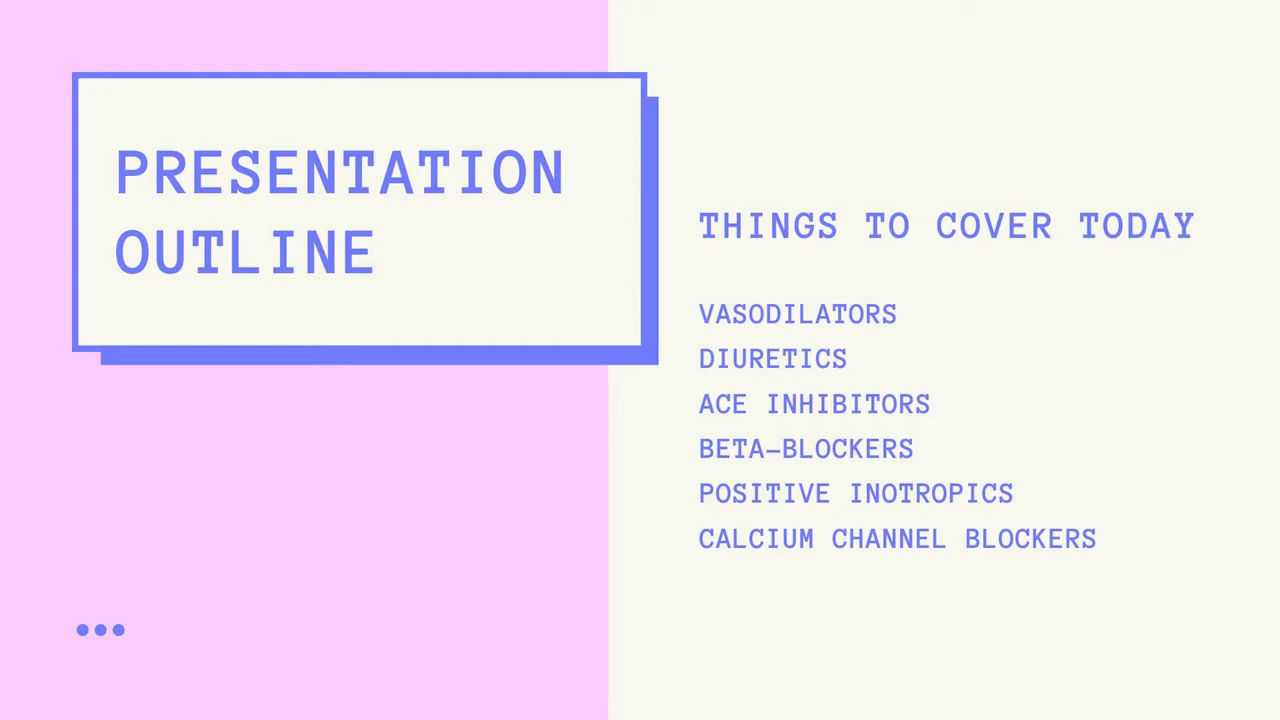 PRESENTATION
OUTLINE
THINGS TO COVER TODAY
VASODILATORS
DIURETICS
ACE INHIBITORS
BETA-BLOCKERS
POSITIVE INOTROPICS
CALCIUM CHANNEL BLOCKERS